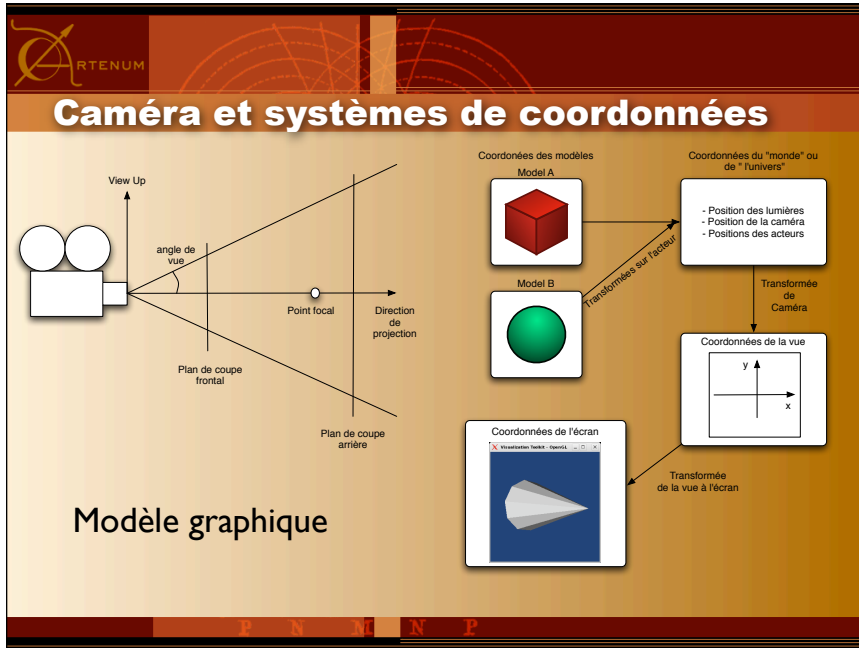 ARTENUM
Caméra et systèmes de coordonnées
View Up
angle de
vue
Point focal
Direction
de
projection
Plan de coupe
frontal
Plan de coupe
arrière
Modèle graphique
Coordonées des modèles
Model A
Model B
Transformées sur l'acteur
Coordonnées du "monde" ou
de " l'univers"
- Position des lumières
- Position de la caméra
- Positions des acteurs
Transformée
de
Caméra
Coordonnées de la vue
y
x
Transformée
de la vue à l'écran
Coordonnées de l'écran
Visualization Toolkit - OpenGL
P N M N P